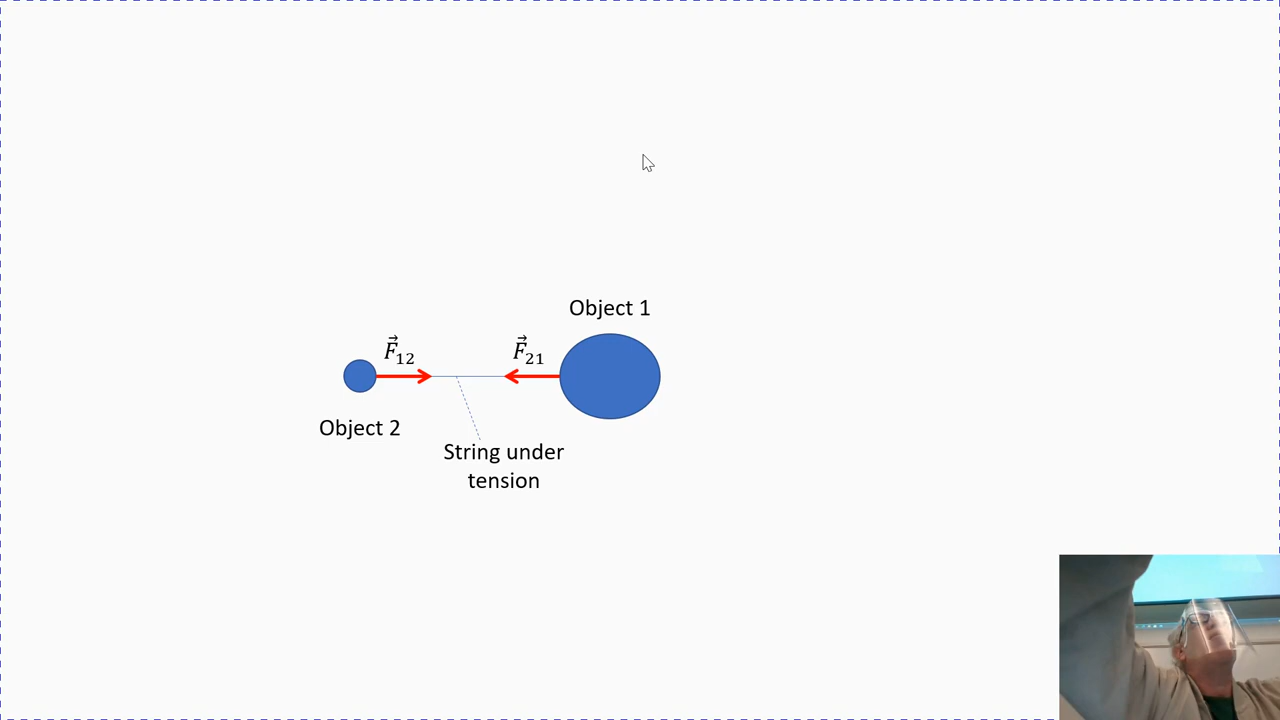 Object 1
F⃗₁₂
F⃗₂₁
Object 2
String under
tension